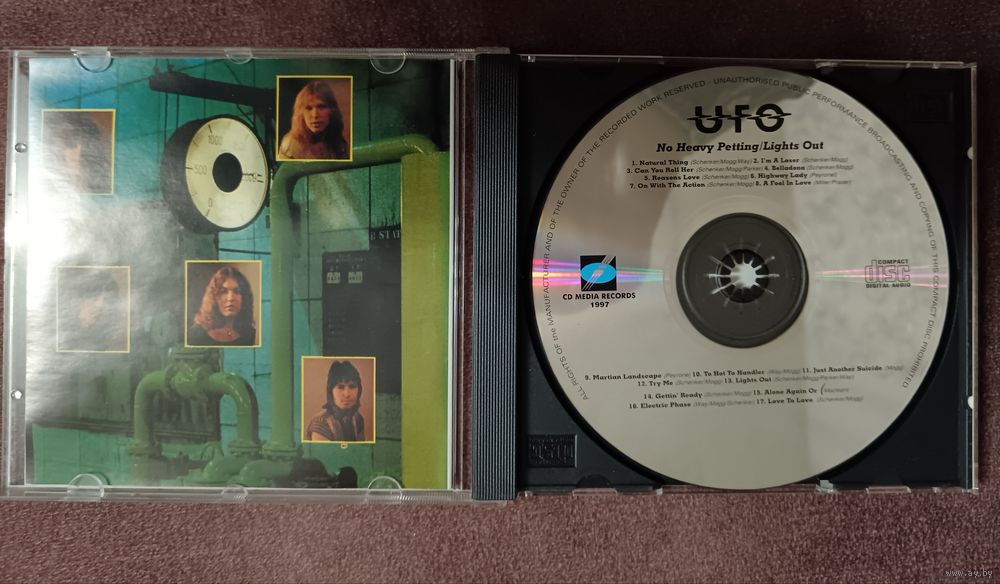 1000
500
0
UFO
No Heavy Petting/Lights Out
1. Natural Thing (Schenker/Mogg/Way) 2. I'm A Loser (Schenker/Mogg)
3. Can You Roll Her (Schenker/Mogg/Parker) 4. Belladona (Schenker/Mogg)
5. Reasons Love (Schenker/Mogg) 6. Highway Lady (Peyrone)
7. On With The Action (Schenker/Mogg) 8. A Fool In Love (Miller/Fraser)
CD MEDIA RECORDS
1997
COMPACT
disc
DIGITAL AUDIO
9. Martian Landscape (Peyrone) 10. To Hot To Handler (Way/Mogg) 11. Just Another Suicide (Mogg)
12. Try Me (Schenker/Mogg) 13. Lights Out (Schenker/Mogg/Parker/Way)
14. Gettin' Ready (Schenker/Mogg) 15. Alone Again Or (Maclean)
16. Electric Phase (Way/Mogg/Schenker) 17. Love To Love (Schenker/Mogg)
ALL RIGHTS OF the MANUFACTURER AND OF THE OWNER OF THE RECORDED WORK RESERVED - UNAUTHORISED PUBLIC PERFORMANCE BROADCASTING AND COPYING OF THIS COMPACT DISC PROHIBITED
www.ay.by